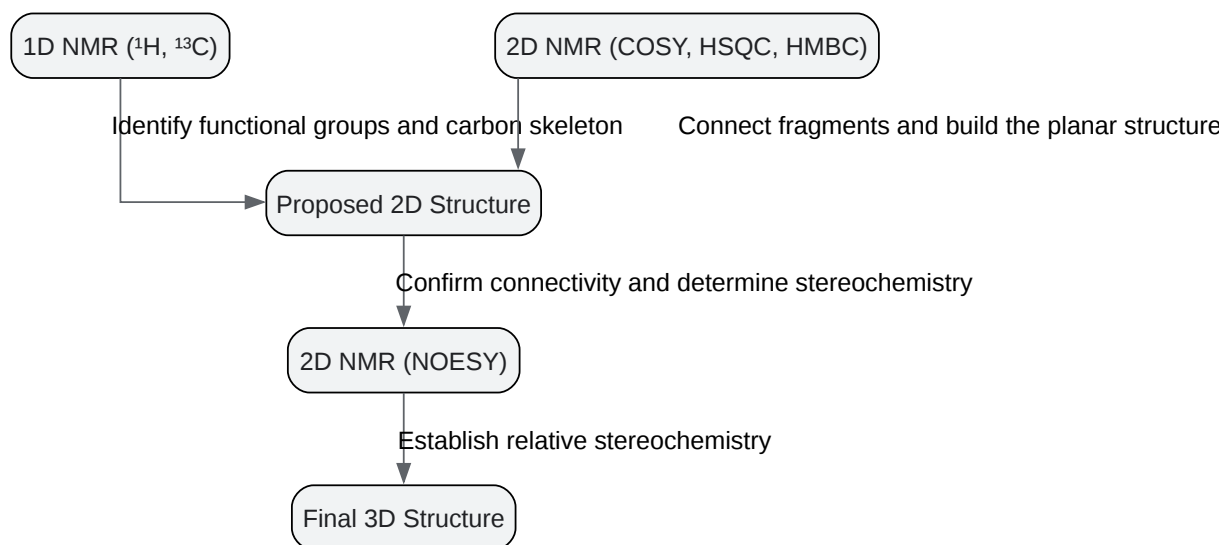 1D NMR (¹H, ¹³C)
2D NMR (COSY, HSQC, HMBC)
Identify functional groups and carbon skeleton
Connect fragments and build the planar structure
Proposed 2D Structure
Confirm connectivity and determine stereochemistry
2D NMR (NOESY)
Establish relative stereochemistry
Final 3D Structure